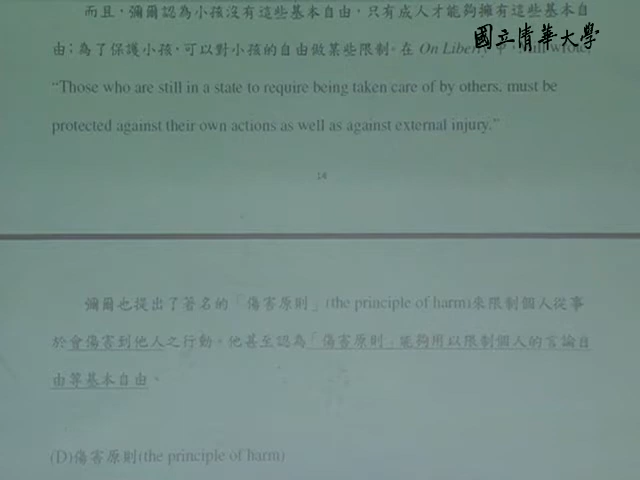 而且，彌爾認為小孩沒有這些基本自由，只有成人才能夠擁有這些基本自
由；為了保護小孩，可以對小孩的自由做某些限制。在 On Liberty 中，Mill wrote,
國立清華大學
“Those who are still in a state to require being taken care of by others, must be
protected against their own actions as well as against external injury.”
14
彌爾也提出了著名的「傷害原則」(the principle of harm)來限制個人從事
於會傷害到他人之行動。他甚至認為「傷害原則」能夠用以限制個人的言論自
由等基本自由。
(D)傷害原則(the principle of harm)